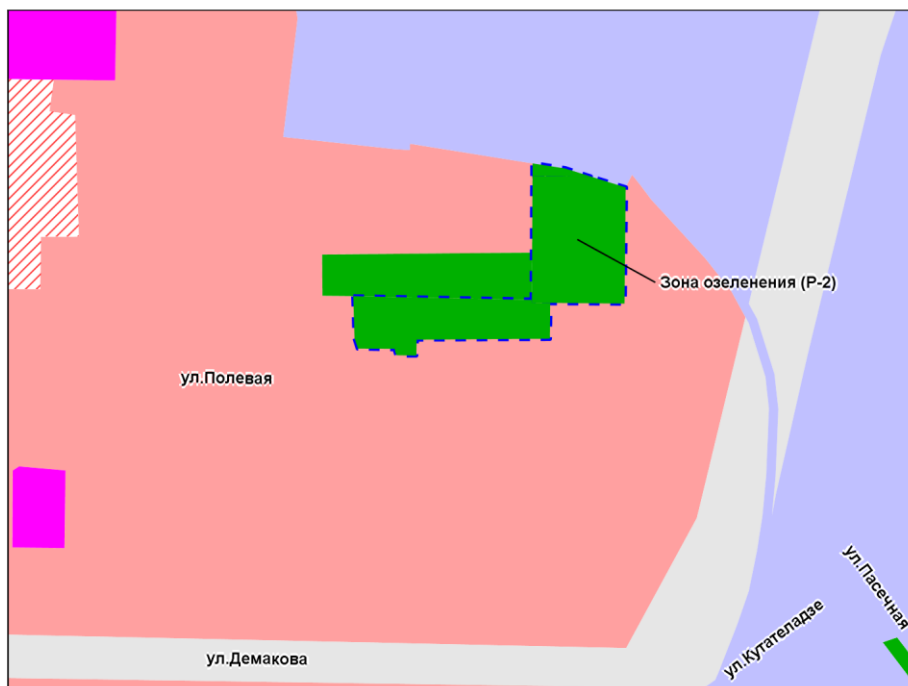 Зона озеленения (Р-2)
ул.Полевая
ул.Пасечная
ул.Кутателадзе
ул.Демакова